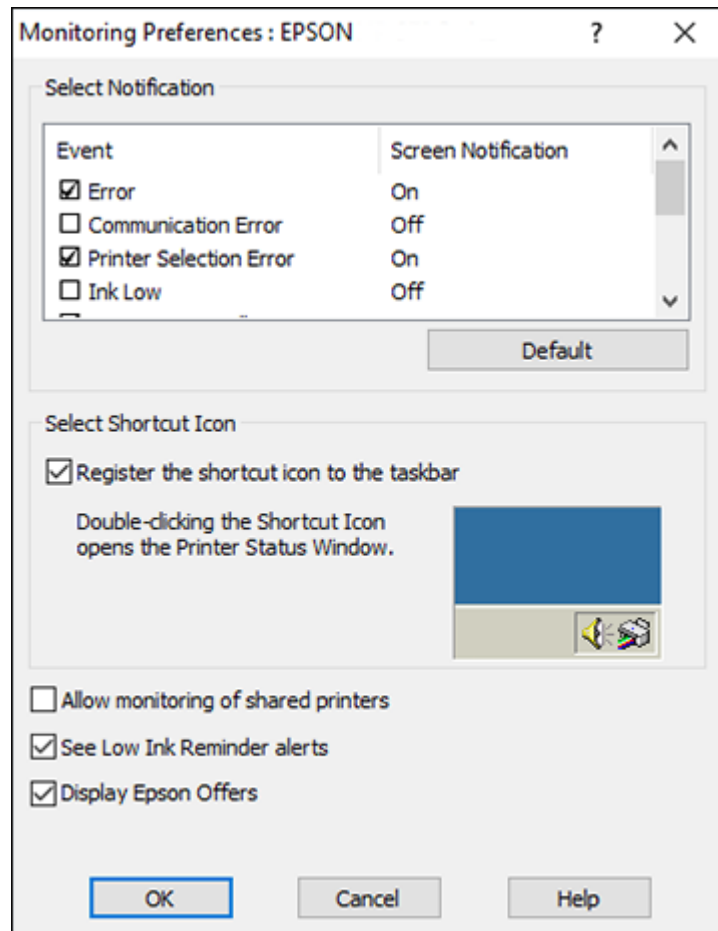 Monitoring Preferences : EPSON
Select Notification
Event Screen Notification
Error On
Communication Error Off
Printer Selection Error On
Ink Low Off
Default
Select Shortcut Icon
Register the shortcut icon to the taskbar
Double-clicking the Shortcut Icon
opens the Printer Status Window.
Allow monitoring of shared printers
See Low Ink Reminder alerts
Display Epson Offers
OK Cancel Help